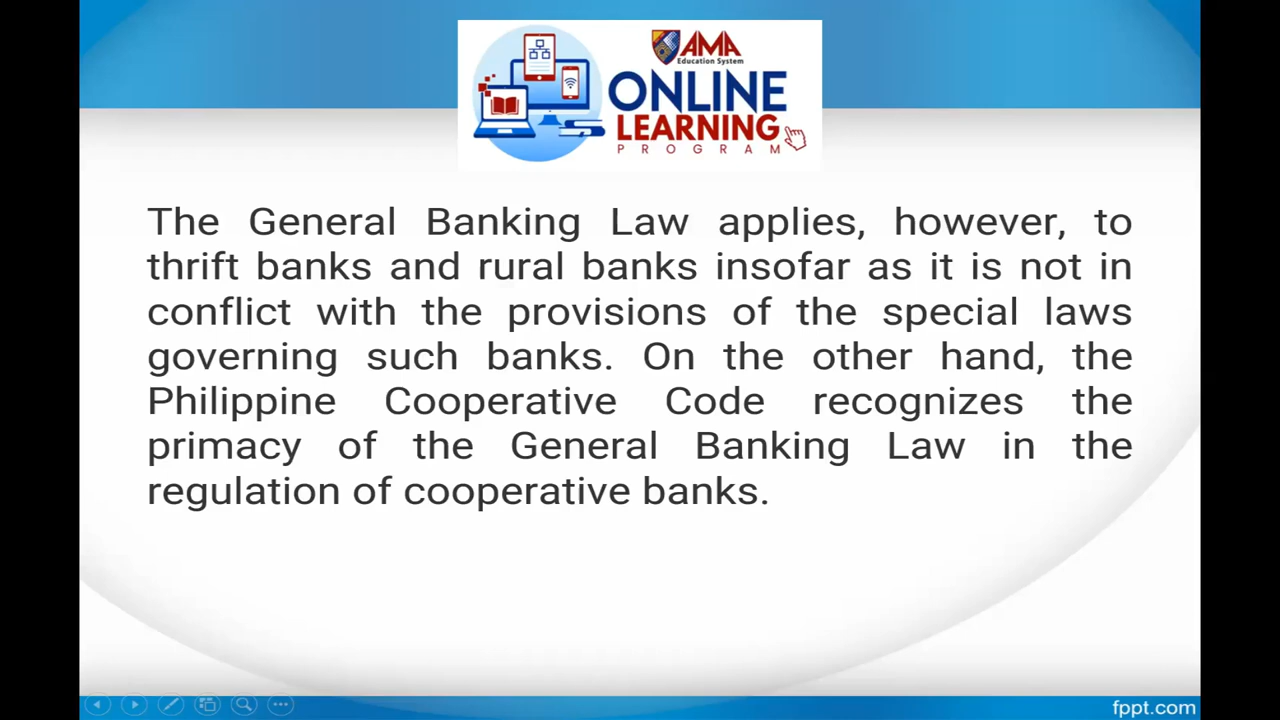 AMA
Education System
ONLINE
LEARNING
PROGRAM
The General Banking Law applies, however, to
thrift banks and rural banks insofar as it is not in
conflict with the provisions of the special laws
governing such banks. On the other hand, the
Philippine Cooperative Code recognizes the
primacy of the General Banking Law in the
regulation of cooperative banks.
fppt.com